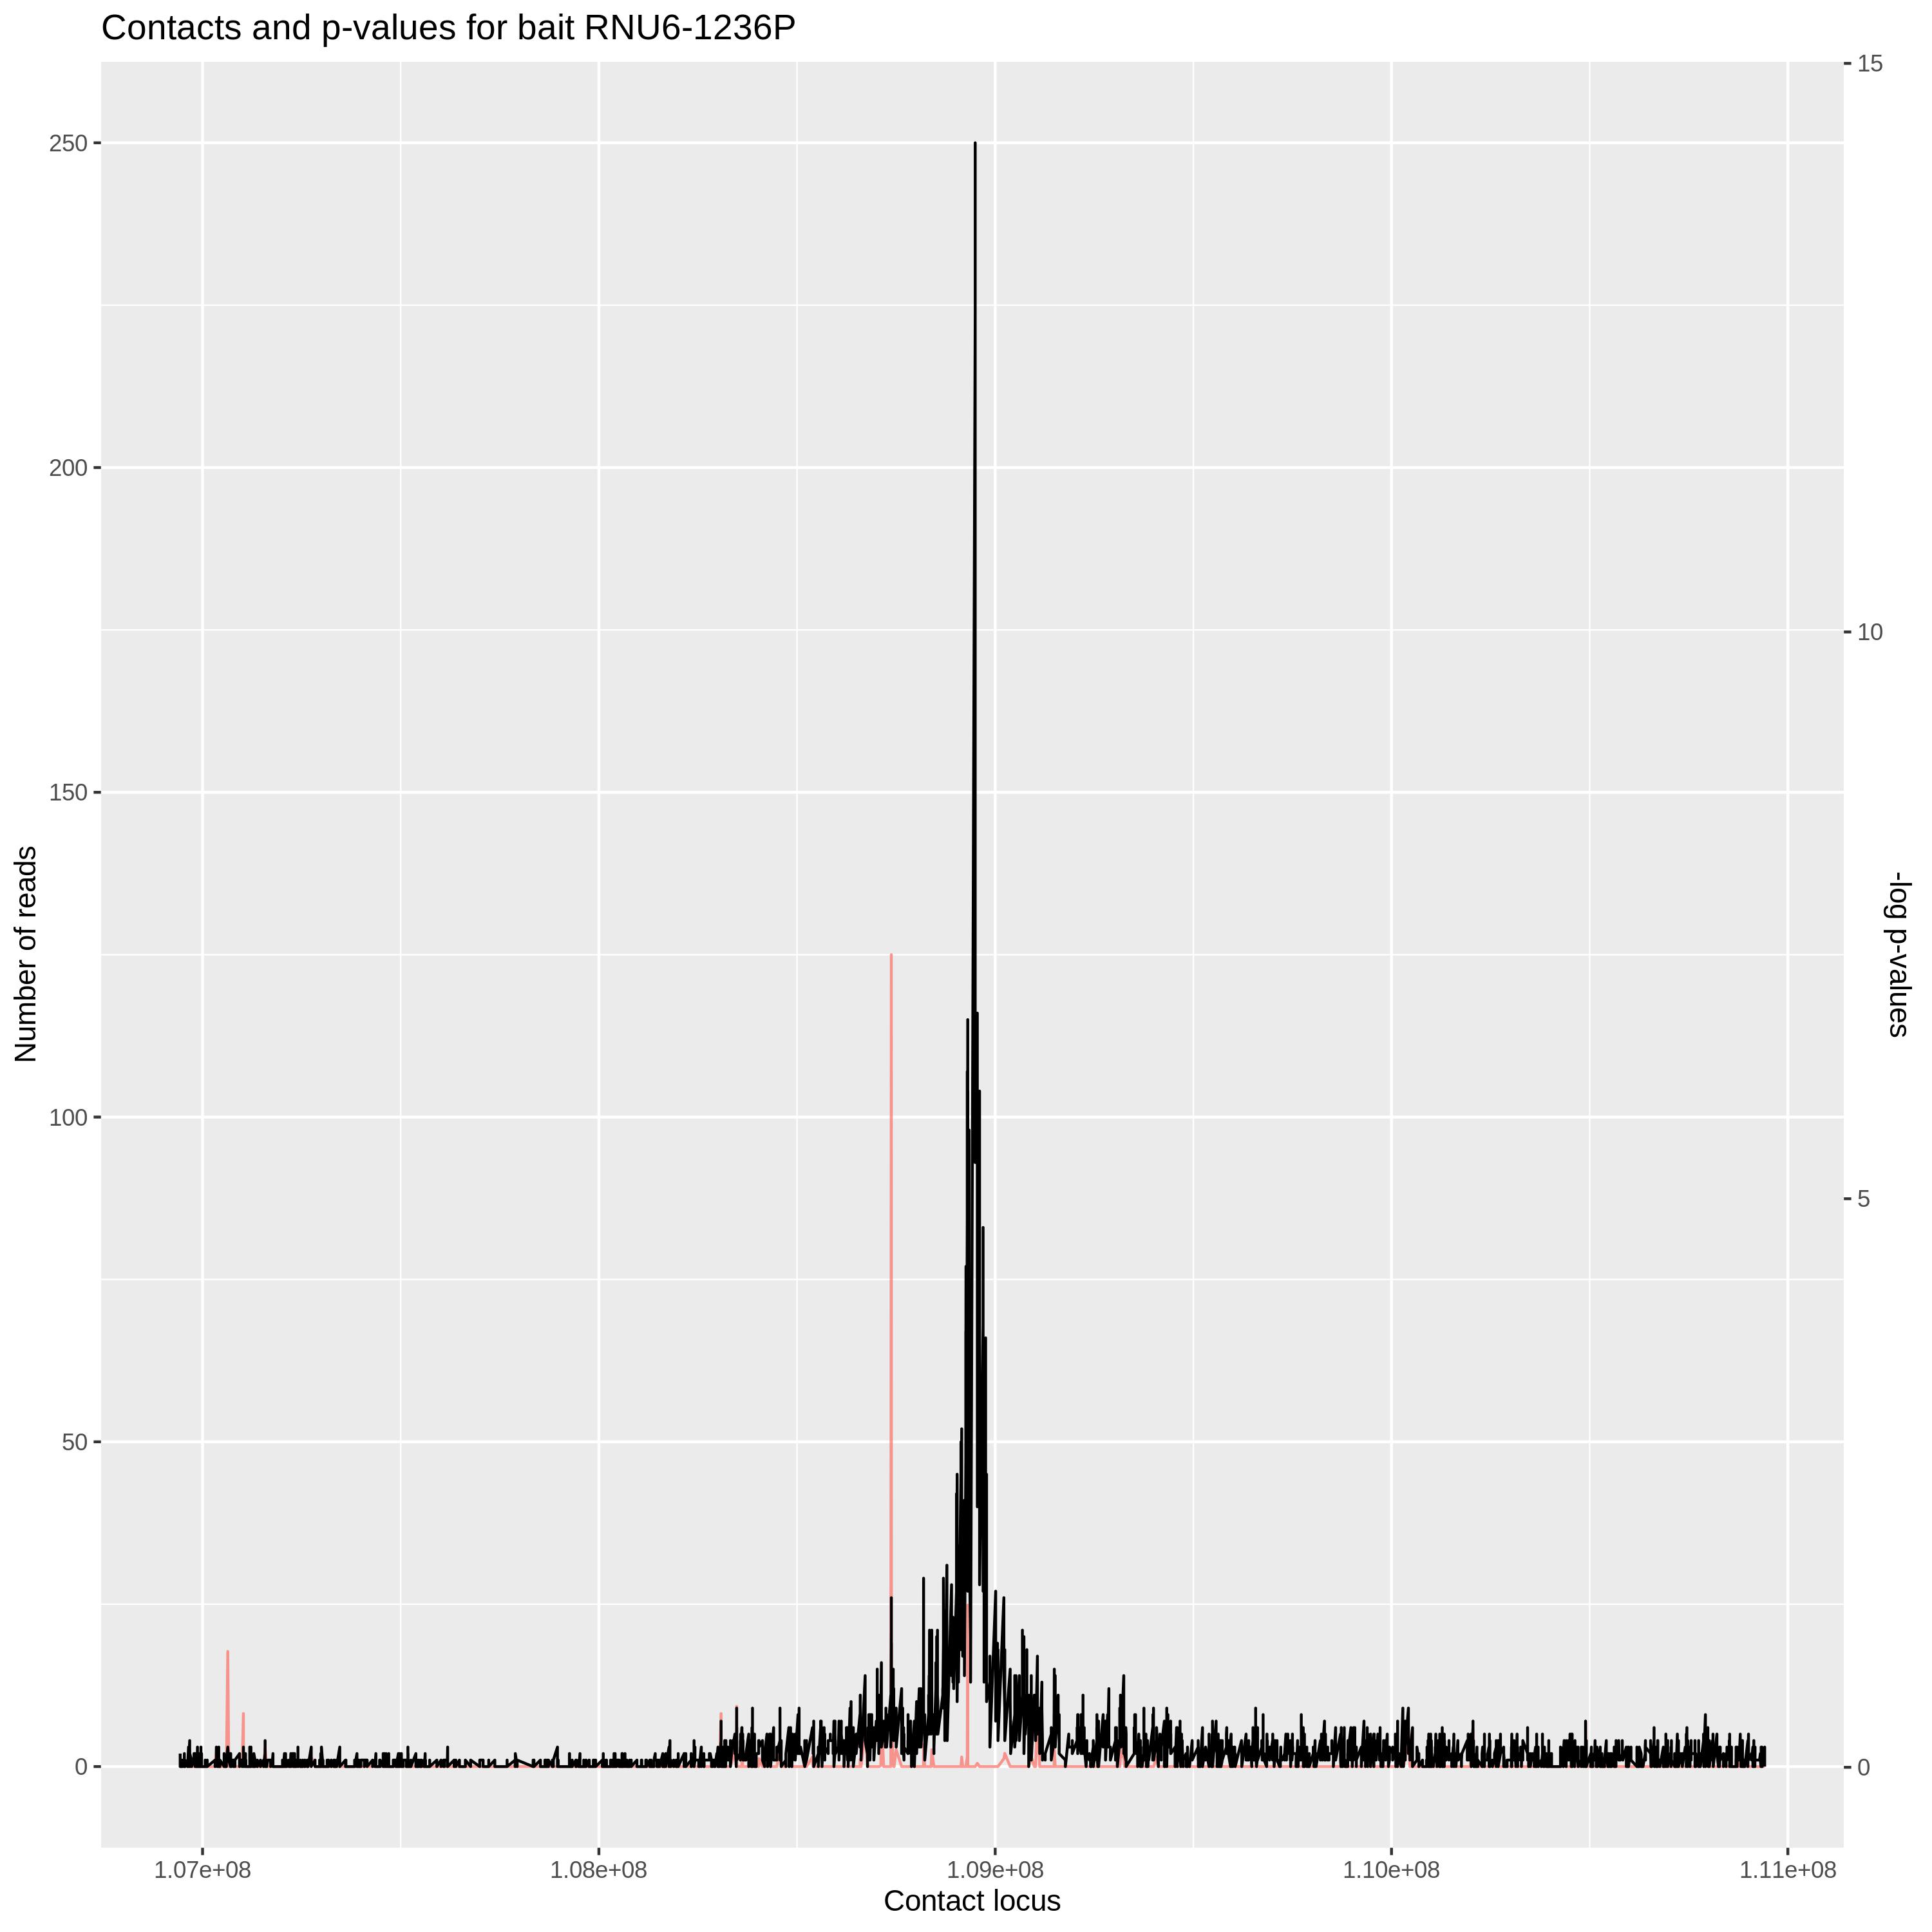 Contacts and p-values for bait RNU6-1236P
15
250
200
10
150
Number of reads
-log p-values
100
5
50
0
0
1.07e+08
1.08e+08
1.09e+08
1.10e+08
1.11e+08
Contact locus